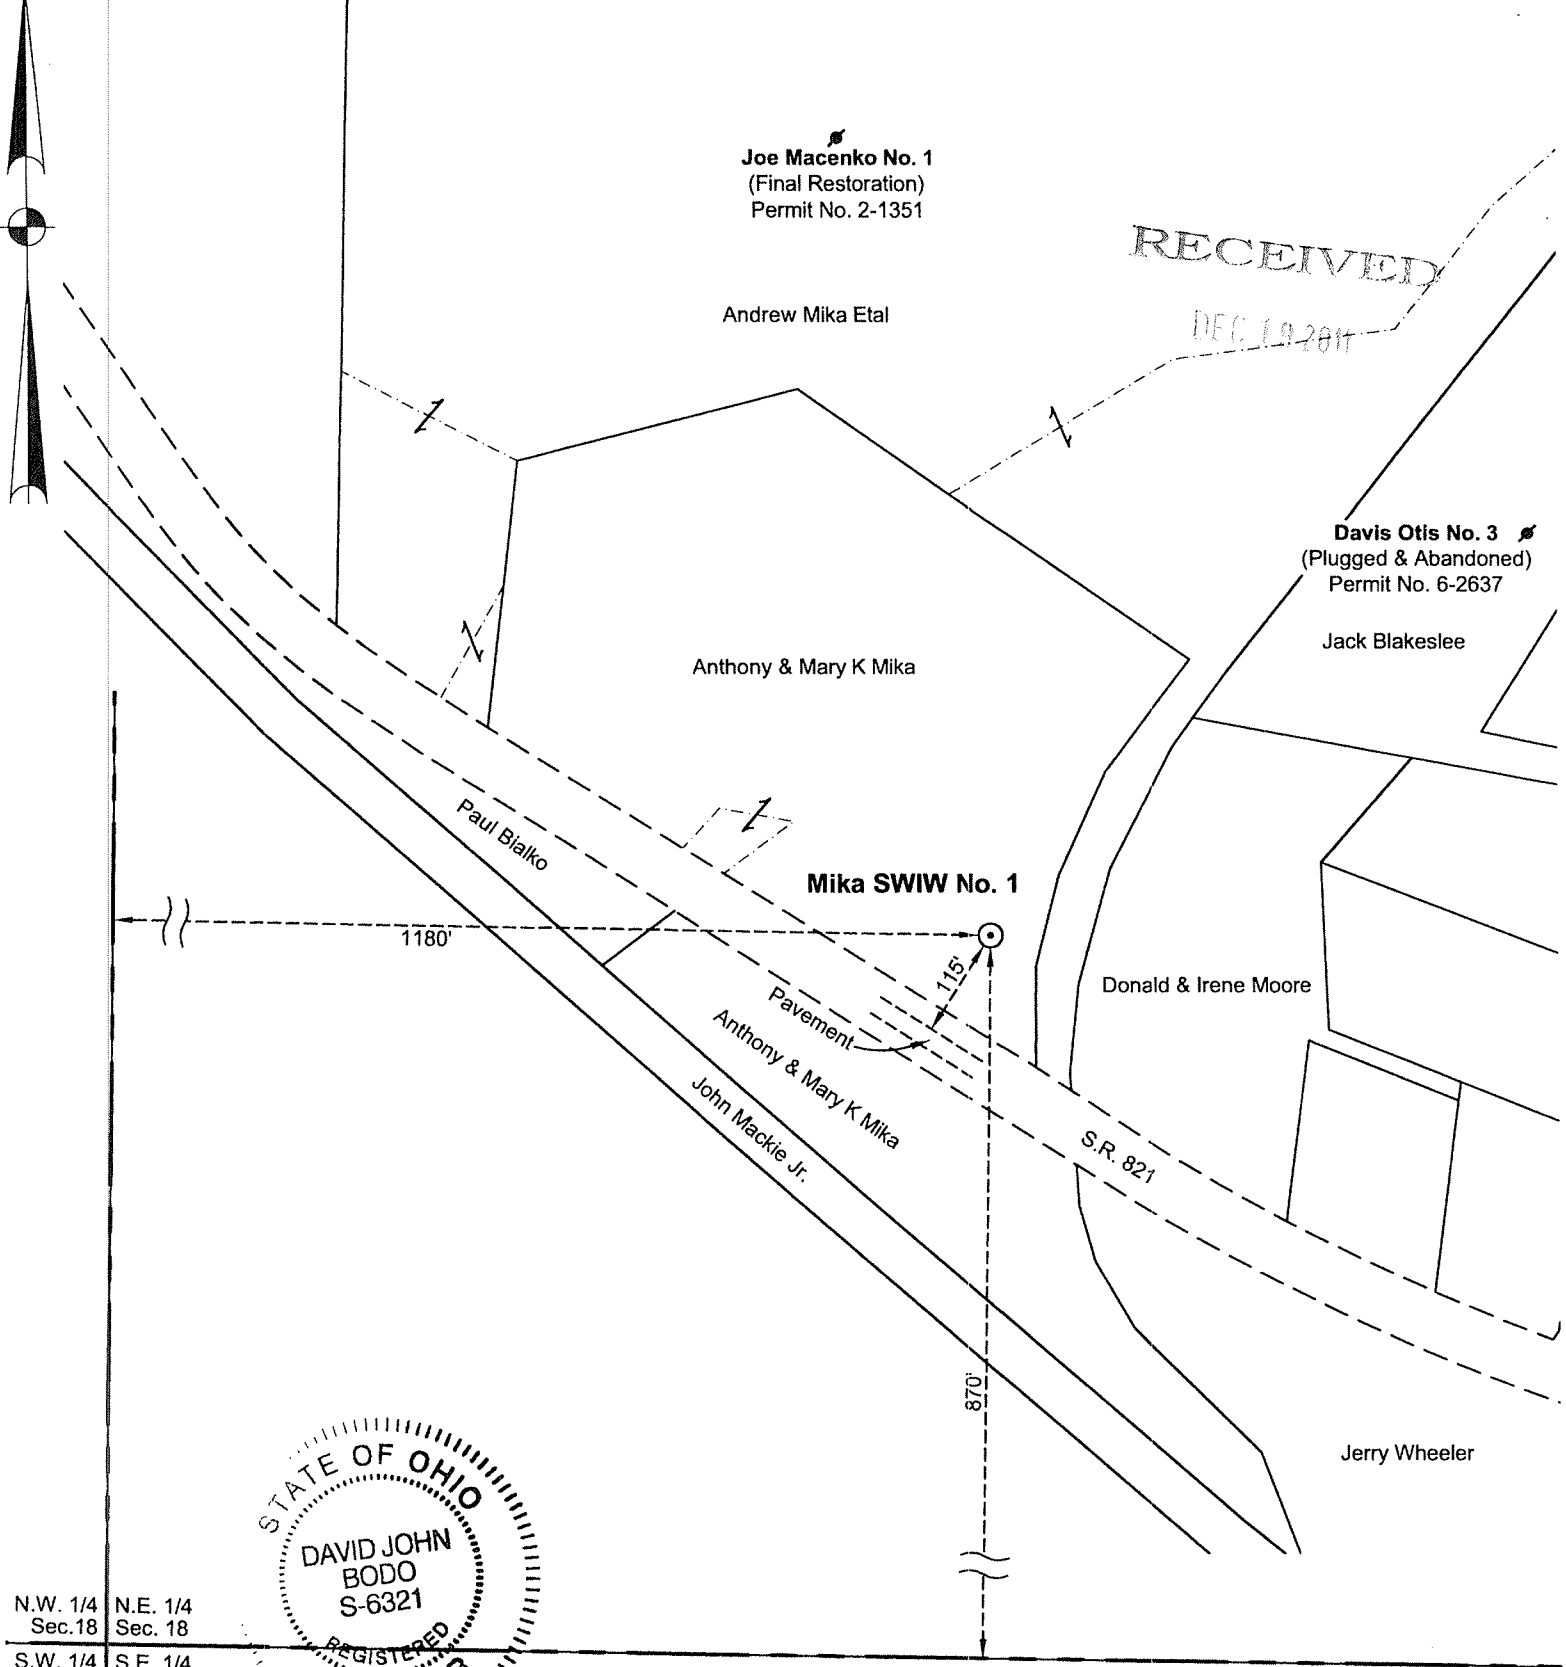 Joe Macenko No. 1
(Final Restoration)
Permit No. 2-1351
RECEIVED
Andrew Mika Etal
DEC 19 2011
Davis Otis No. 3
(Plugged & Abandoned)
Permit No. 6-2637
Jack Blakeslee
Anthony & Mary K Mika
Paul Bialko
Mika SWIW No. 1
1180'
115'
Donald & Irene Moore
Pavement
Anthony & Mary K Mika
John Mackie Jr.
S.R. 821
870'
Jerry Wheeler
STATE OF OHIO
DAVID JOHN
BODO
S-6321
REGISTERED
N.W. 1/4 N.E. 1/4
Sec.18 Sec. 18
S.W. 1/4 S.E. 1/4